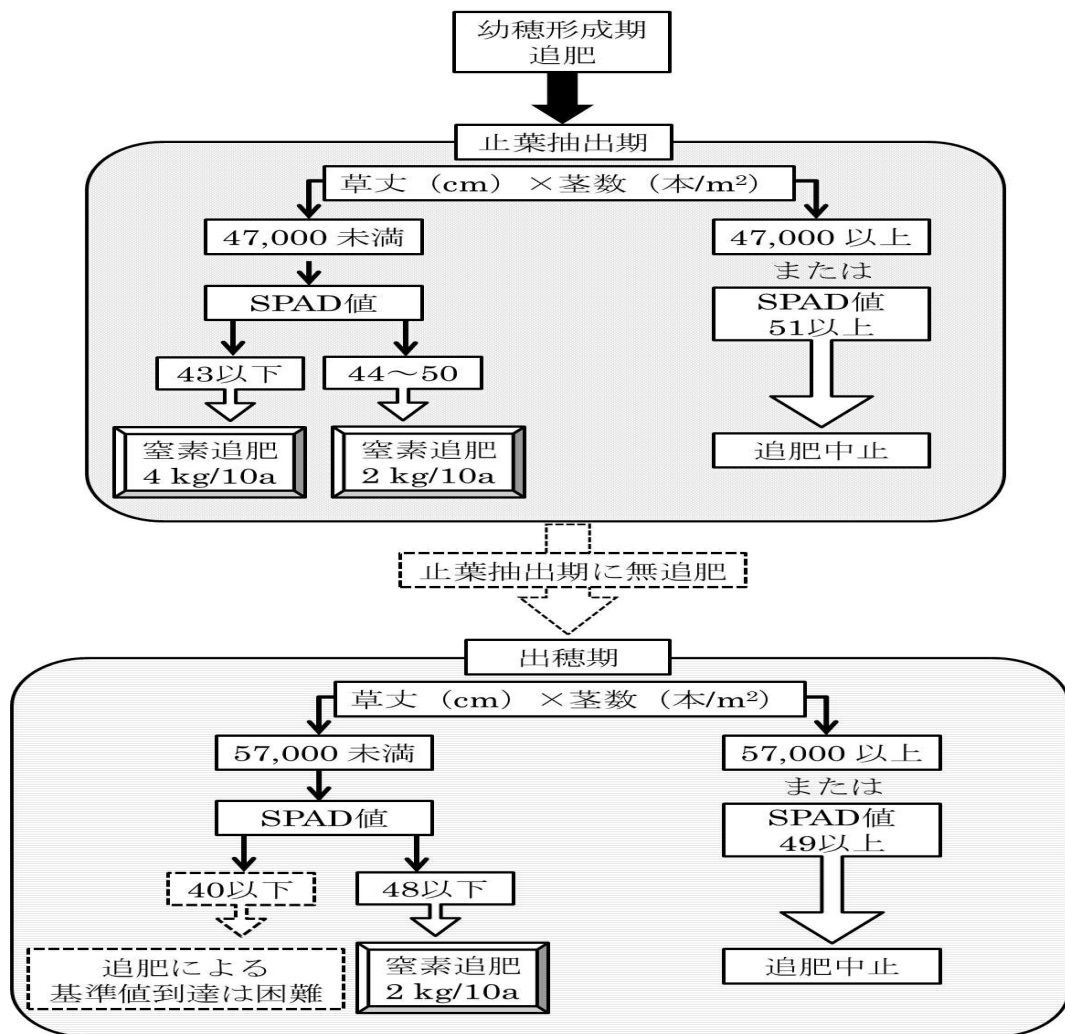 幼穂形成期
追肥
止葉抽出期
草丈（cm）×茎数（本/m²）
47,000 未満
47,000 以上
または
SPAD値
SPAD値
51以上
43以下
44～50
窒素追肥
4 kg/10a
窒素追肥
2 kg/10a
追肥中止
止葉抽出期に無追肥
出穂期
草丈（cm）×茎数（本/m²）
57,000 未満
57,000 以上
または
SPAD値
SPAD値
49以上
40以下
48以下
追肥による
基準値到達は困難
窒素追肥
2 kg/10a
追肥中止